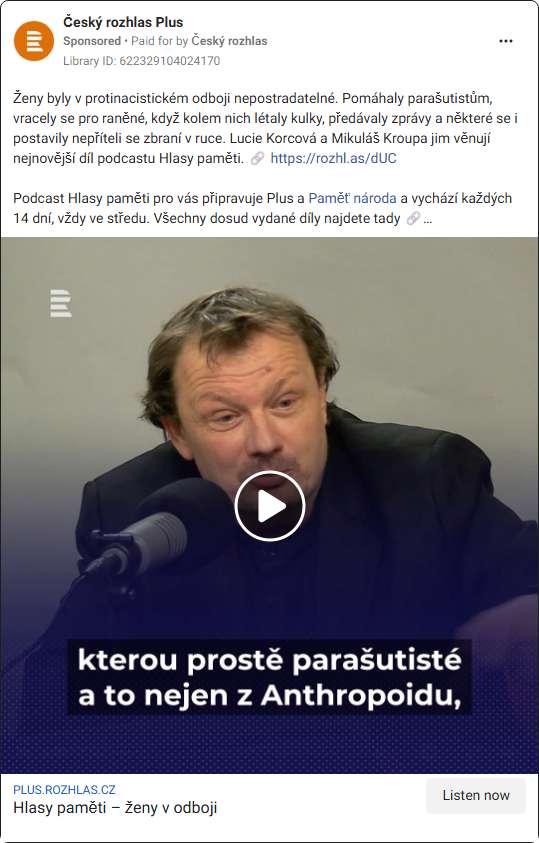 Český rozhlas Plus
Sponsored • Paid for by Český rozhlas
Library ID: 622329104024170
Ženy byly v protinacistickém odboji nepostradatelné. Pomáhaly parašutistům,
vracely se pro raněné, když kolem nich létaly kulky, předávaly zprávy a některé se i
postavily nepříteli se zbraní v ruce. Lucie Korcová a Mikuláš Kroupa jim věnují
nejnovější díl podcastu Hlasy paměti. 🔗 https://rozhl.as/dUC
Podcast Hlasy paměti pro vás připravuje Plus a Paměť národa a vychází každých
14 dní, vždy ve středu. Všechny dosud vydané díly najdete tady 🔗 ...
kterou prostě parašutisté
a to nejen z Anthropoidu,
PLUS.ROZHLAS.CZ
Hlasy paměti – ženy v odboji
Listen now